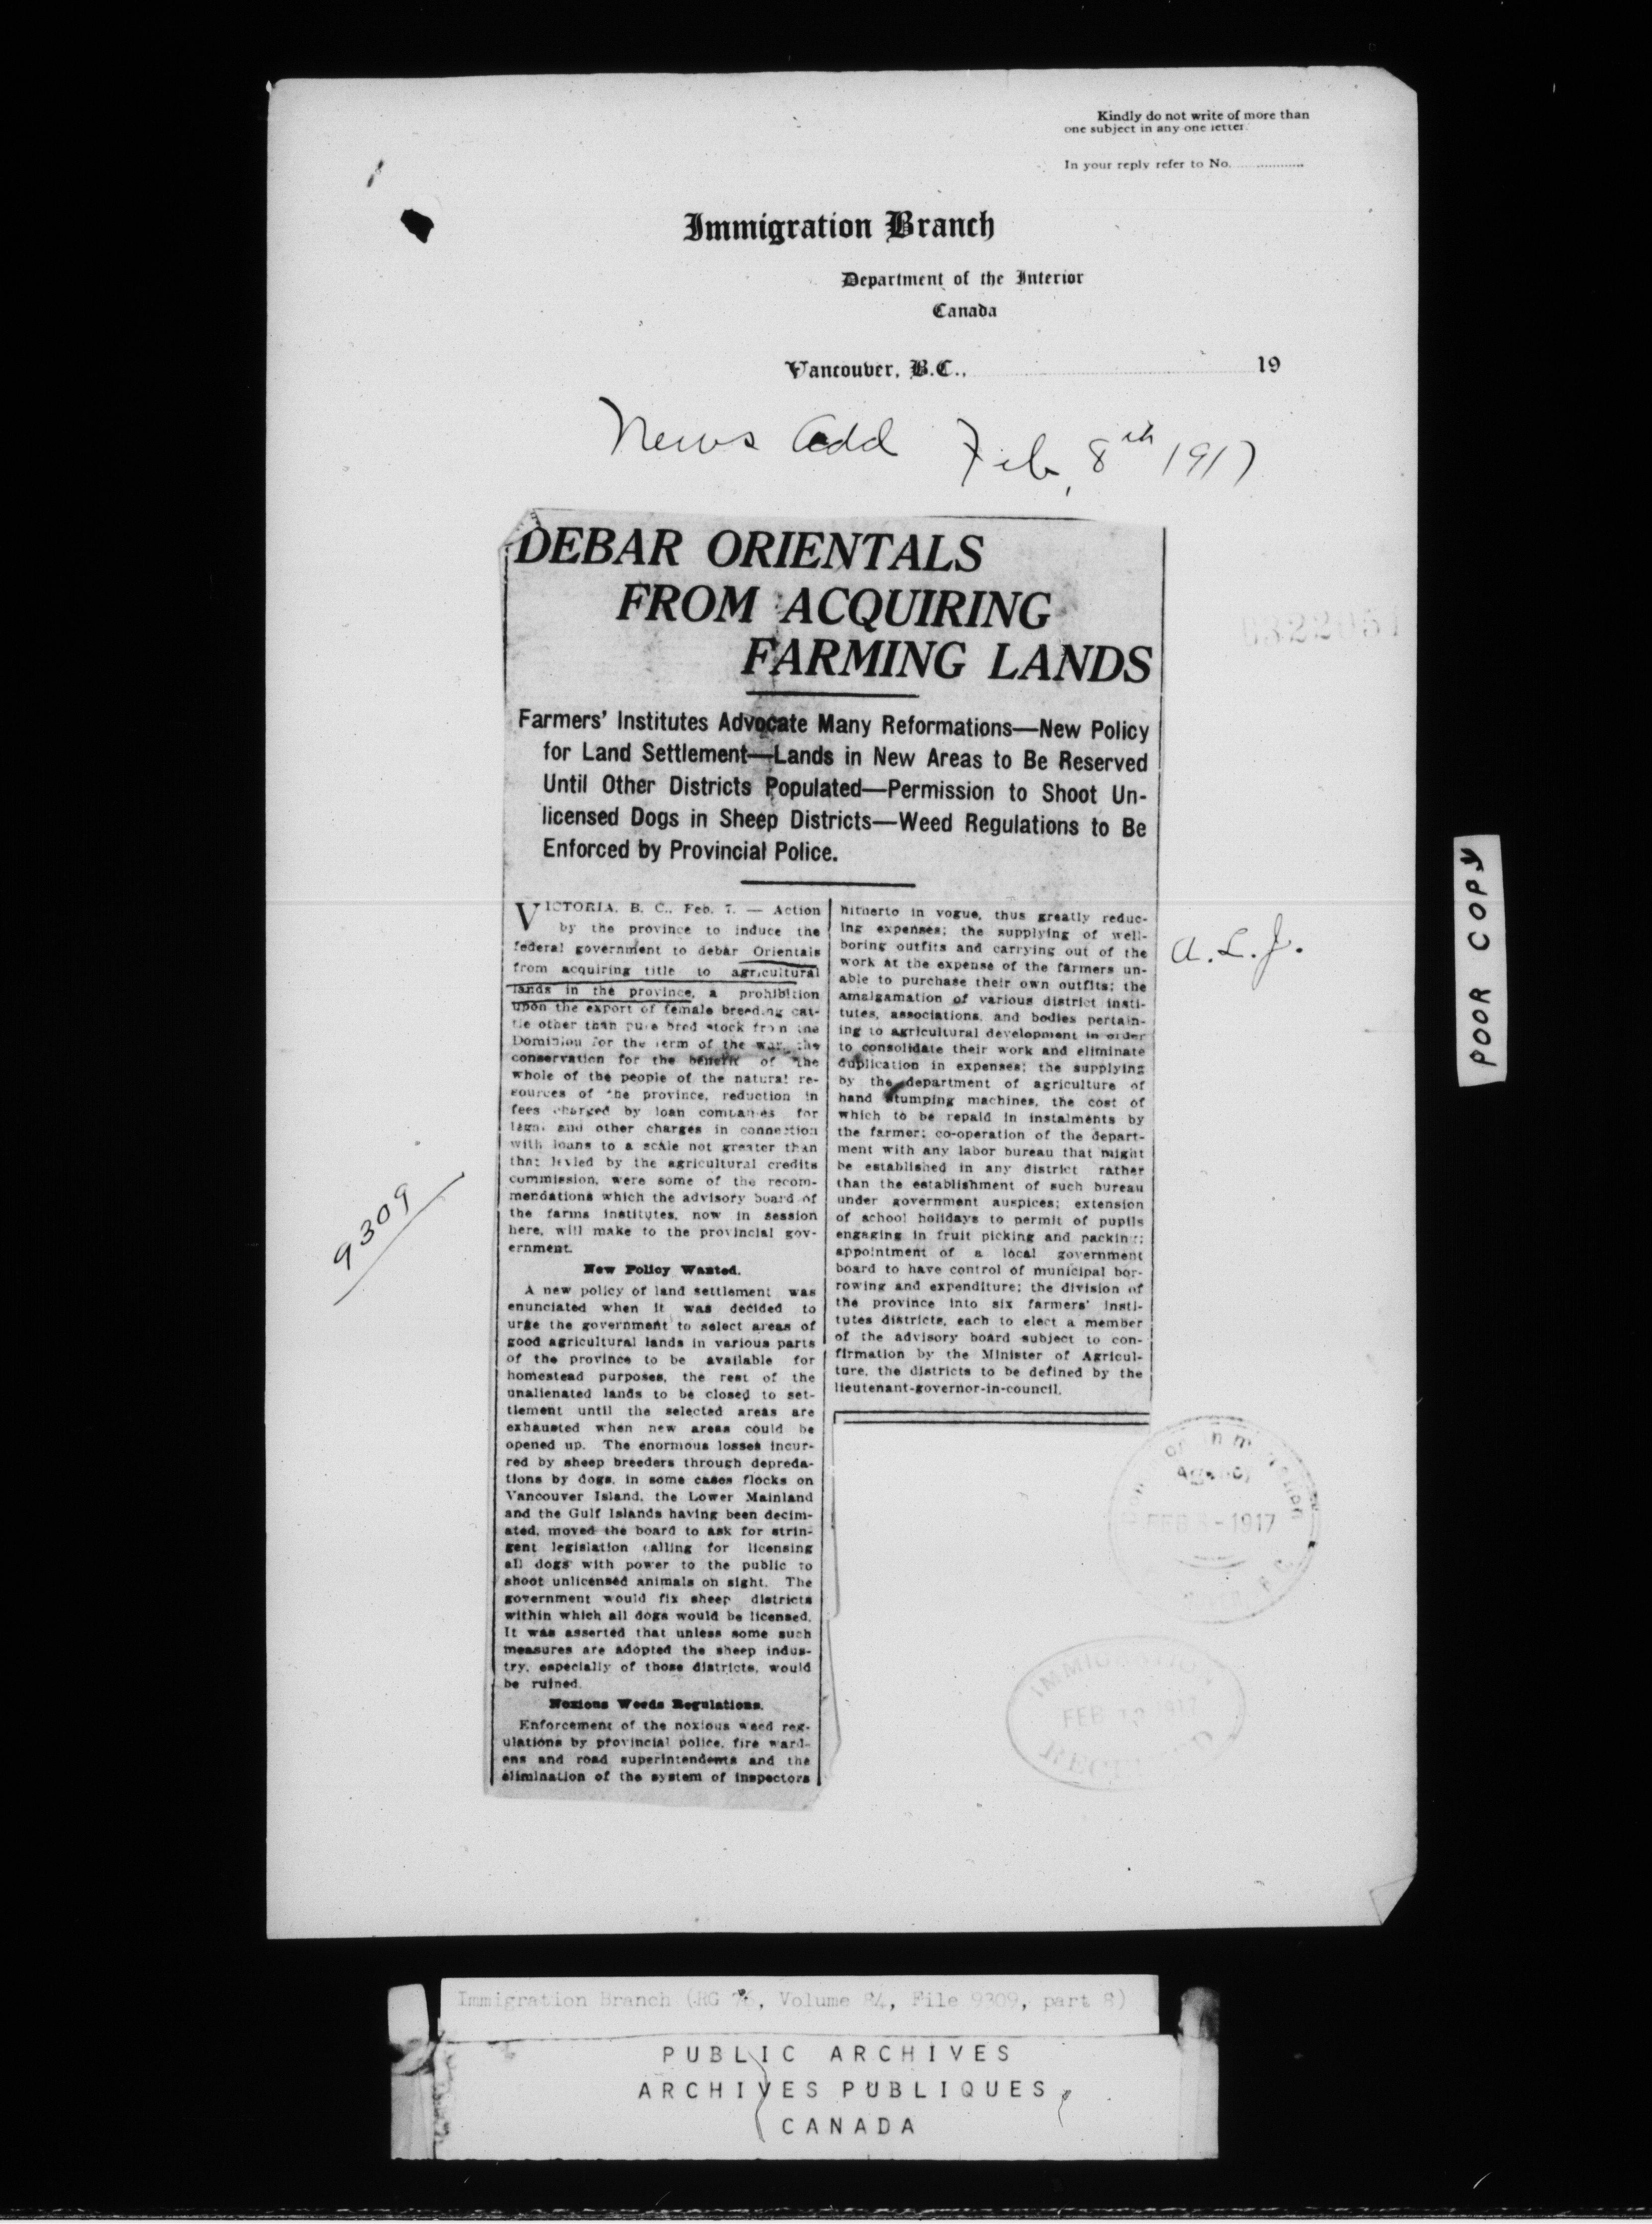 Kindly do not write of more than
one subject in any one letter.
In your reply refer to No. ..................
Immigration Branch
Department of the Interior
Canada
Vancouver, B.C., 19
News Add Feb, 8th 1917
DEBAR ORIENTALS
FROM ACQUIRING
FARMING LANDS
Farmers' Institutes Advocate Many Reformations—New Policy
for Land Settlement—Lands in New Areas to Be Reserved
Until Other Districts Populated—Permission to Shoot Un-
licensed Dogs in Sheep Districts—Weed Regulations to Be
Enforced by Provincial Police.
VICTORIA, B. C., Feb. 7. — Action
by the province to induce the
federal government to debar Orientals
from acquiring title to agricultural
lands in the province, a prohibition
upon the export of female breeding cat-
tle other than pure bred stock from the
Dominion for the term of the war, the
conservation for the benefit of the
whole of the people of the natural re-
sources of the province, reduction in
fees charged by loan companies for
legal and other charges in connection
with loans to a scale not greater than
that levied by the agricultural credits
commission, were some of the recom-
mendations which the advisory board of
the farms institutes, now in session
here, will make to the provincial gov-
ernment.
New Policy Wanted.
A new policy of land settlement was
enunciated when it was decided to
urge the government to select areas of
good agricultural lands in various parts
of the province to be available for
homestead purposes, the rest of the
unalienated lands to be closed to set-
tlement until the selected areas are
exhausted when new areas could be
opened up. The enormous losses incur-
red by sheep breeders through depreda-
tions by dogs, in some cases flocks on
Vancouver Island, the Lower Mainland
and the Gulf Islands having been decim-
ated, moved the board to ask for strin-
gent legislation calling for licensing
all dogs with power to the public to
shoot unlicensed animals on sight. The
government would fix sheep districts
within which all dogs would be licensed.
It was asserted that unless some such
measures are adopted the sheep indus-
try, especially of those districts, would
be ruined.
Noxious Weeds Regulations.
Enforcement of the noxious weed reg-
ulations by provincial police, fire ward-
ens and road superintendents and the
elimination of the system of inspectors
hitherto in vogue, thus greatly reduc-
ing expenses; the supplying of well-
boring outfits and carrying out of the
work at the expense of the farmers un-
able to purchase their own outfits; the
amalgamation of various district insti-
tutes, associations, and bodies pertain-
ing to agricultural development in order
to consolidate their work and eliminate
duplication in expenses; the supplying
by the department of agriculture of
hand stumping machines, the cost of
which to be repaid in instalments by
the farmer; co-operation of the depart-
ment with any labor bureau that might
be established in any district rather
than the establishment of such bureau
under government auspices; extension
of school holidays to permit of pupils
engaging in fruit picking and packing;
appointment of a local government
board to have control of municipal bor-
rowing and expenditure; the division of
the province into six farmers' insti-
tutes districts, each to elect a member
of the advisory board subject to con-
firmation by the Minister of Agricul-
ture, the districts to be defined by the
lieutenant-governor-in-council.
A.L.J.
9309
POOR COPY
Agency
FEB 8 - 1917
IMMIGRATION
FEB 1917
RECEIVED
Immigration Branch (RG 76, Volume 84, File 9309, part 8)
PUBLIC ARCHIVES
ARCHIVES PUBLIQUES
CANADA